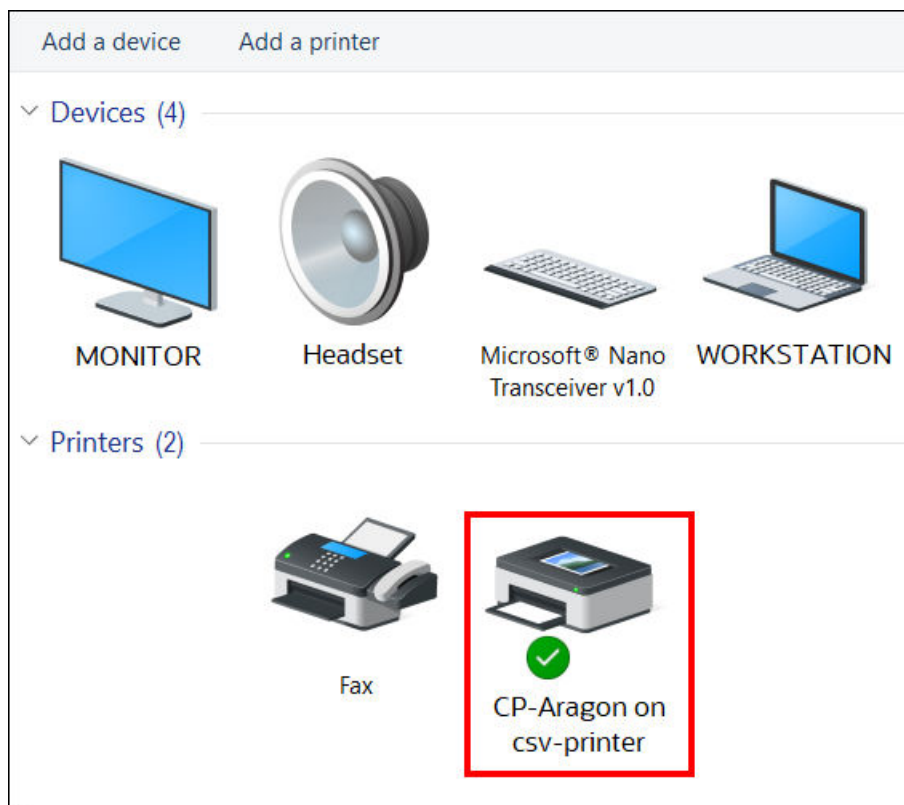 Add a device Add a printer
Devices (4)
MONITOR Headset Microsoft® Nano WORKSTATION
Transceiver v1.0
Printers (2)
Fax
CP-Aragon on
csv-printer